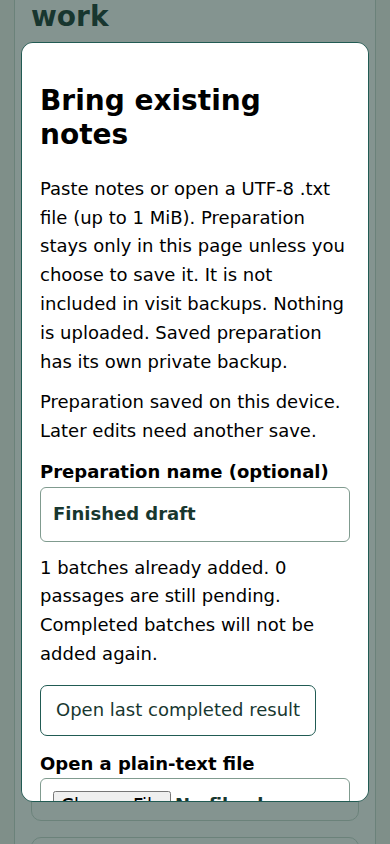 work
Bring existing
notes
Paste notes or open a UTF-8 .txt
file (up to 1 MiB). Preparation
stays only in this page unless you
choose to save it. It is not
included in visit backups. Nothing
is uploaded. Saved preparation
has its own private backup.
Preparation saved on this device.
Later edits need another save.
Preparation name (optional)
Finished draft
1 batches already added. 0
passages are still pending.
Completed batches will not be
added again.
Open last completed result
Open a plain-text file